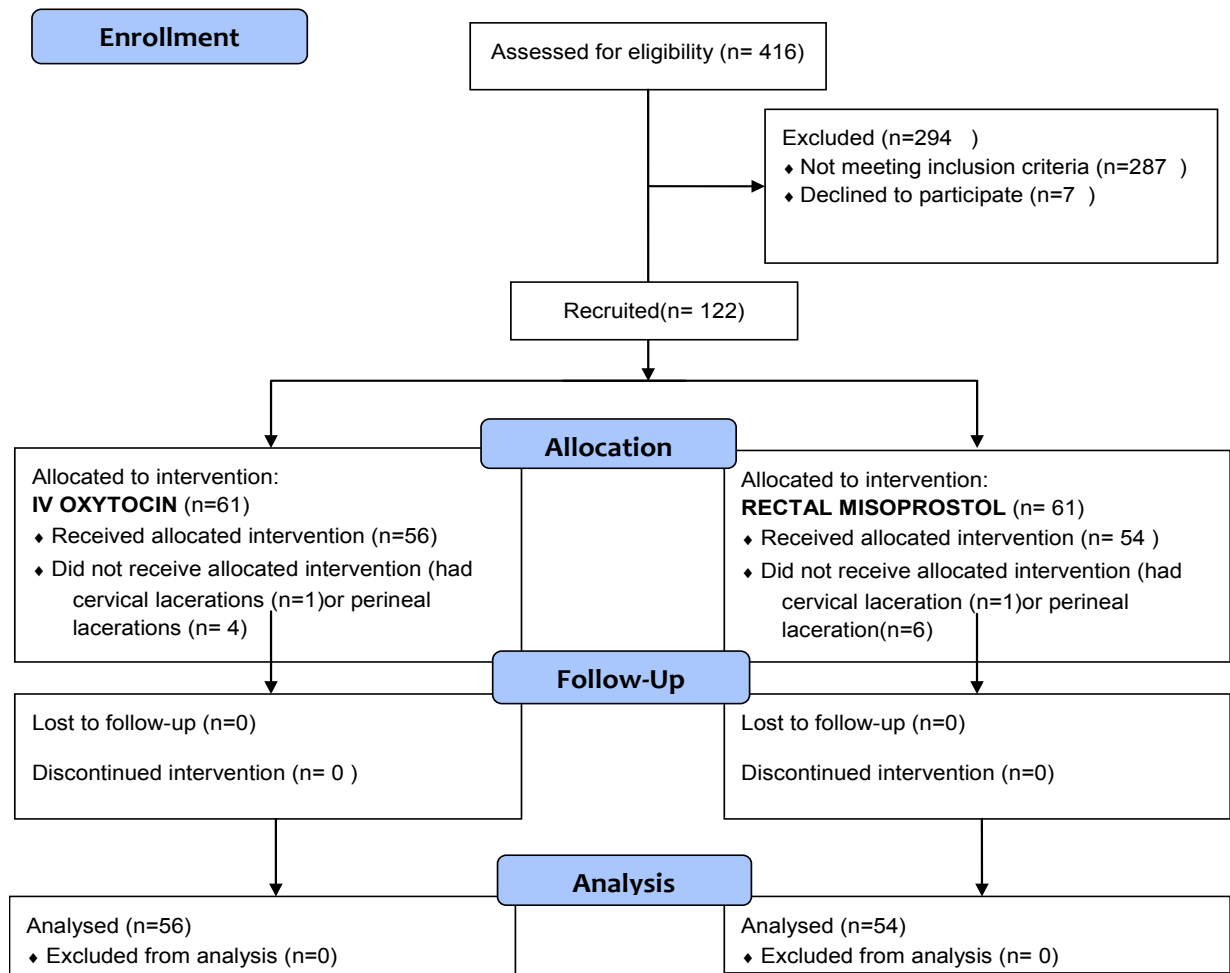 Enrollment
Assessed for eligibility (n= 416)
Excluded (n=294 )
♦ Not meeting inclusion criteria (n=287 )
♦ Declined to participate (n=7 )
Recruited(n= 122)
Allocation
Allocated to intervention:
IV OXYTOCIN (n=61)
♦ Received allocated intervention (n=56)
♦ Did not receive allocated intervention (had
cervical lacerations (n=1)or perineal
lacerations (n= 4)
Allocated to intervention:
RECTAL MISOPROSTOL (n= 61)
♦ Received allocated intervention (n= 54 )
♦ Did not receive allocated intervention (had
cervical laceration (n=1)or perineal
laceration(n=6)
Follow-Up
Lost to follow-up (n=0)
Discontinued intervention (n= 0 )
Lost to follow-up (n=0)
Discontinued intervention (n=0)
Analysis
Analysed (n=56)
♦ Excluded from analysis (n=0)
Analysed (n=54)
♦ Excluded from analysis (n= 0)